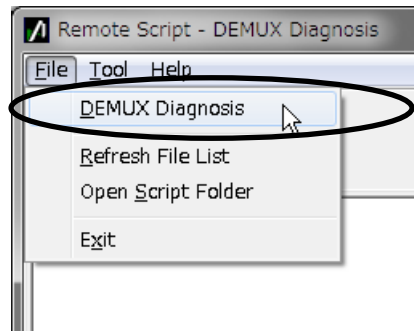 Remote Script - DEMUX Diagnosis
File Tool Help
DEMUX Diagnosis
Refresh File List
Open Script Folder
Exit